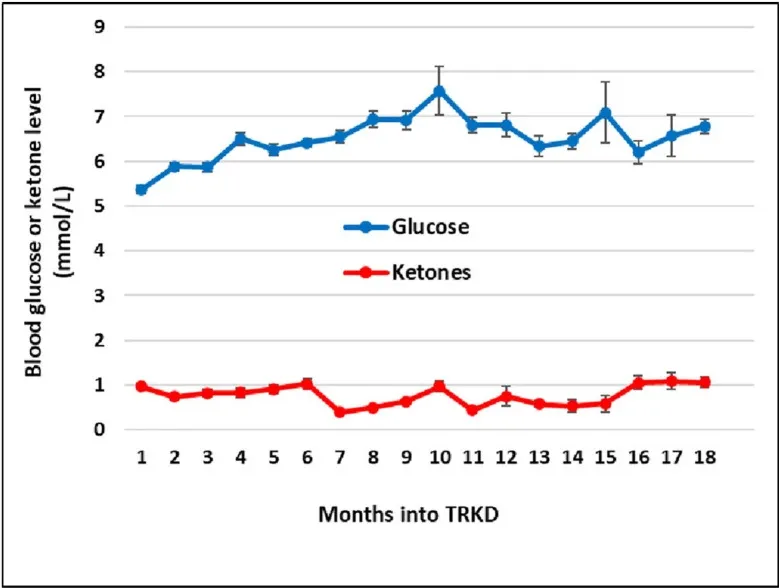 9
8
7
6
5
4
3
2
1
0
Blood glucose or ketone level
(mmol/L)
Glucose
Ketones
1 2 3 4 5 6 7 8 9 10 11 12 13 14 15 16 17 18
Months into TRKD